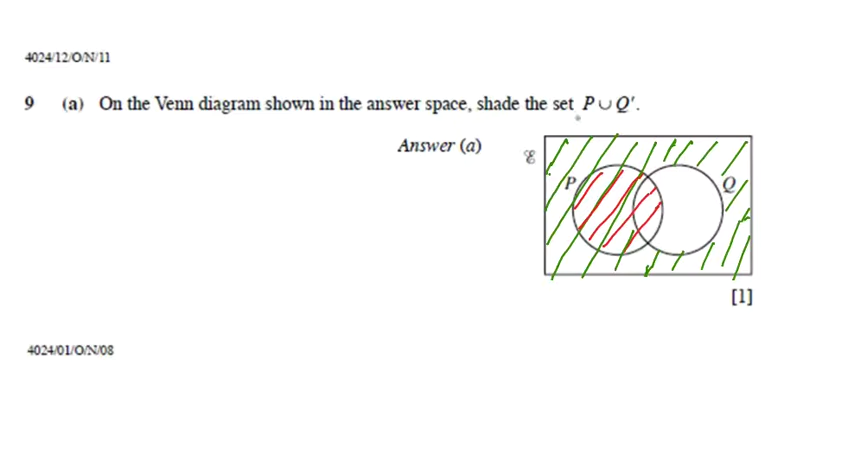 4024/12/O/N/11
9 (a) On the Venn diagram shown in the answer space, shade the set P ∪ Q′.
Answer (a)
ℰ
P Q
[1]
4024/01/O/N/08